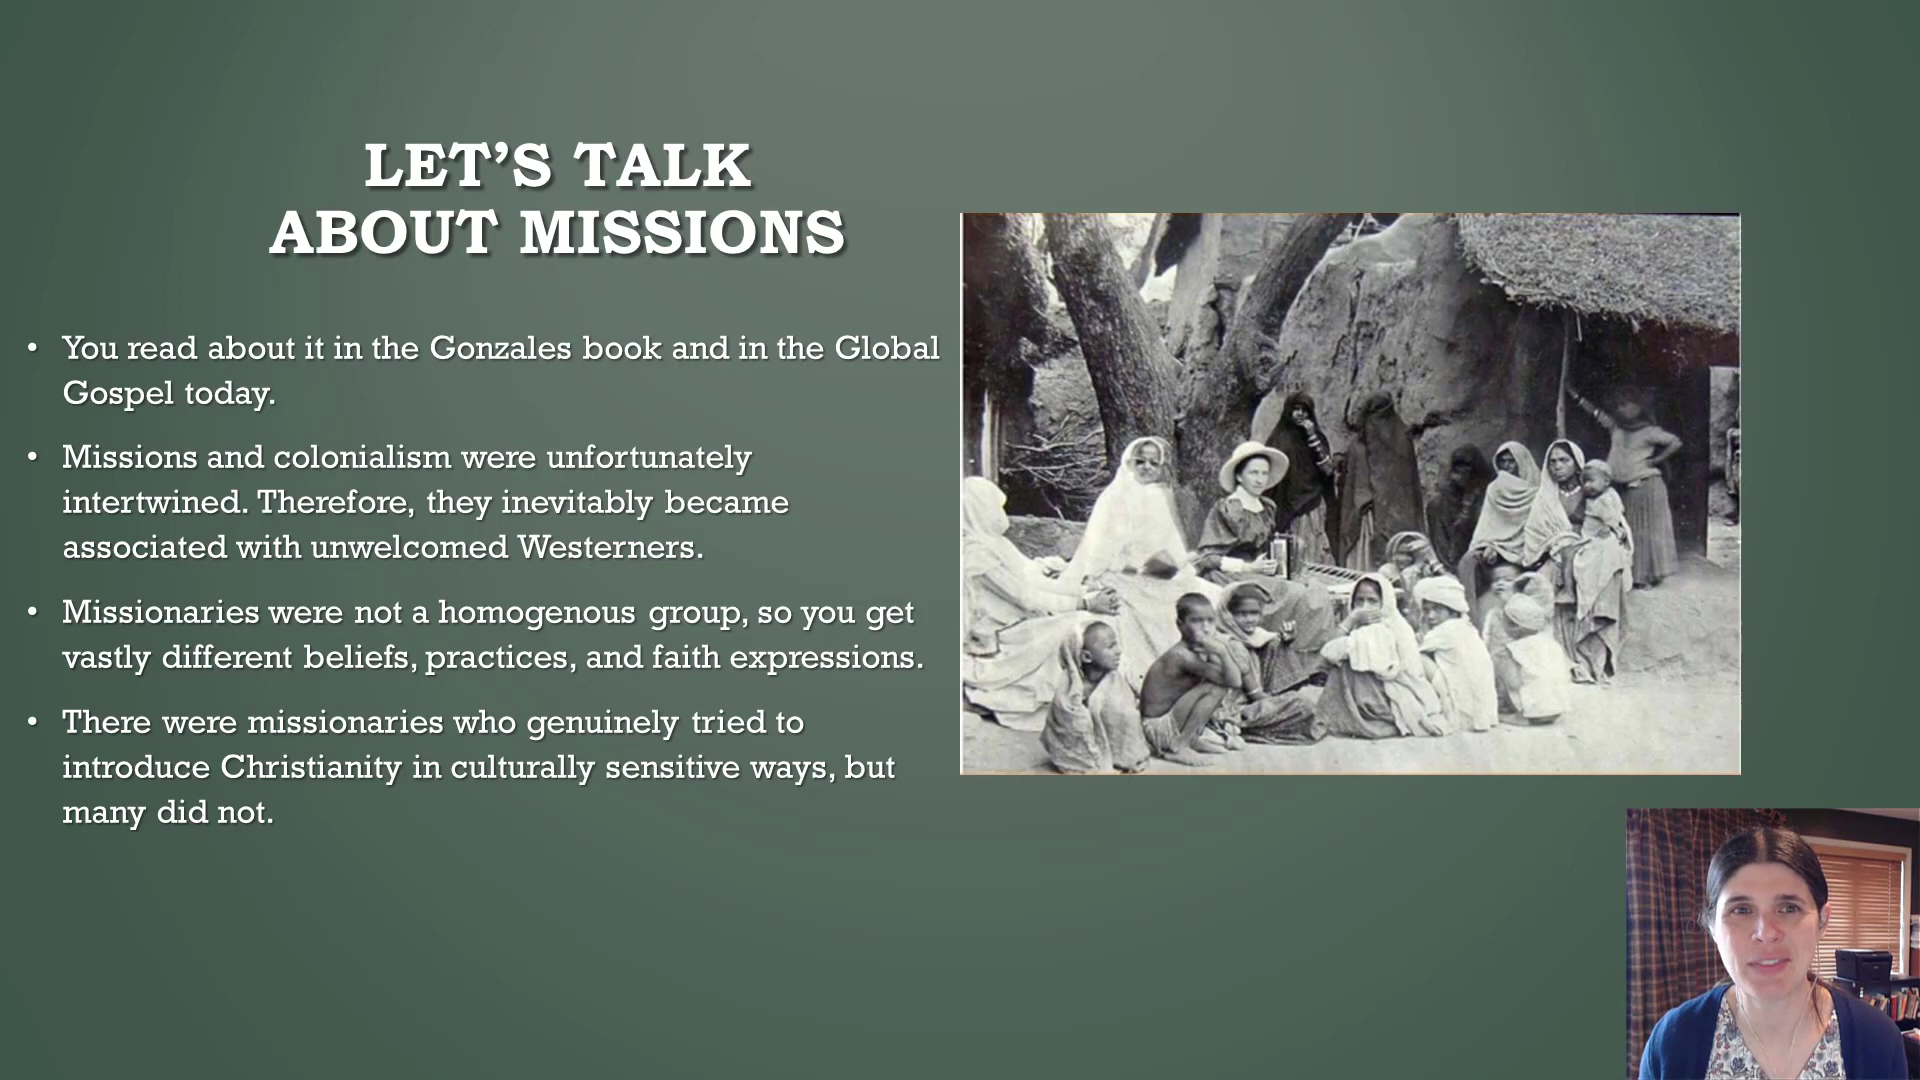 LET’S TALK
ABOUT MISSIONS
• You read about it in the Gonzales book and in the Global
Gospel today.
• Missions and colonialism were unfortunately
intertwined. Therefore, they inevitably became
associated with unwelcomed Westerners.
• Missionaries were not a homogenous group, so you get
vastly different beliefs, practices, and faith expressions.
• There were missionaries who genuinely tried to
introduce Christianity in culturally sensitive ways, but
many did not.